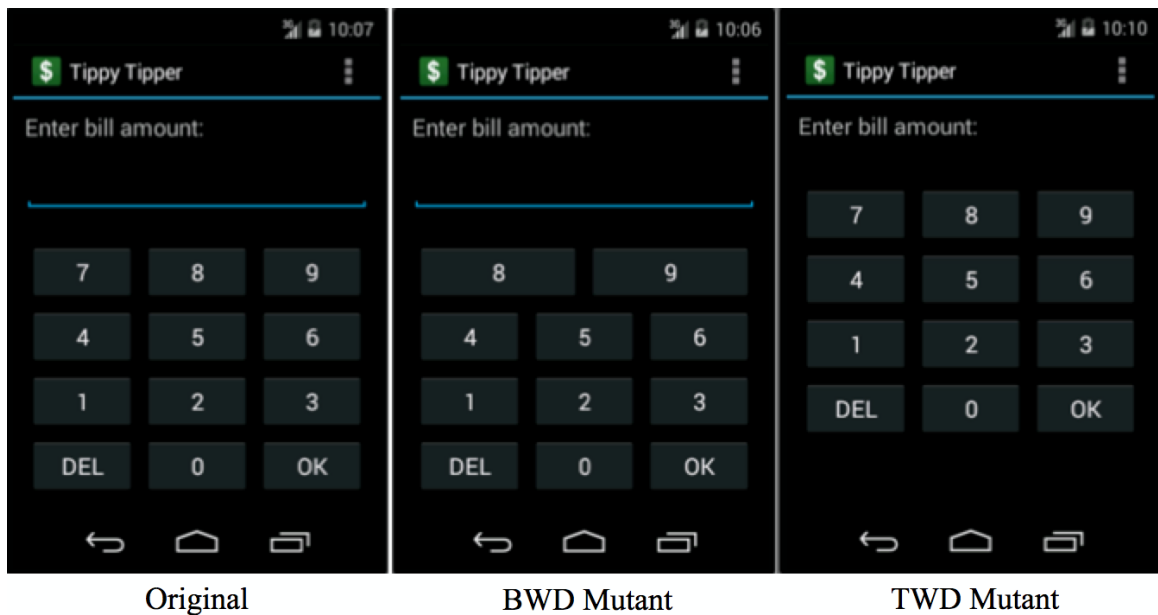 3G 10:07
$ Tippy Tipper
Enter bill amount:
7 8 9
4 5 6
1 2 3
DEL 0 OK
Original
3G 10:06
$ Tippy Tipper
Enter bill amount:
8 9
4 5 6
1 2 3
DEL 0 OK
BWD Mutant
3G 10:10
$ Tippy Tipper
Enter bill amount:
7 8 9
4 5 6
1 2 3
DEL 0 OK
TWD Mutant